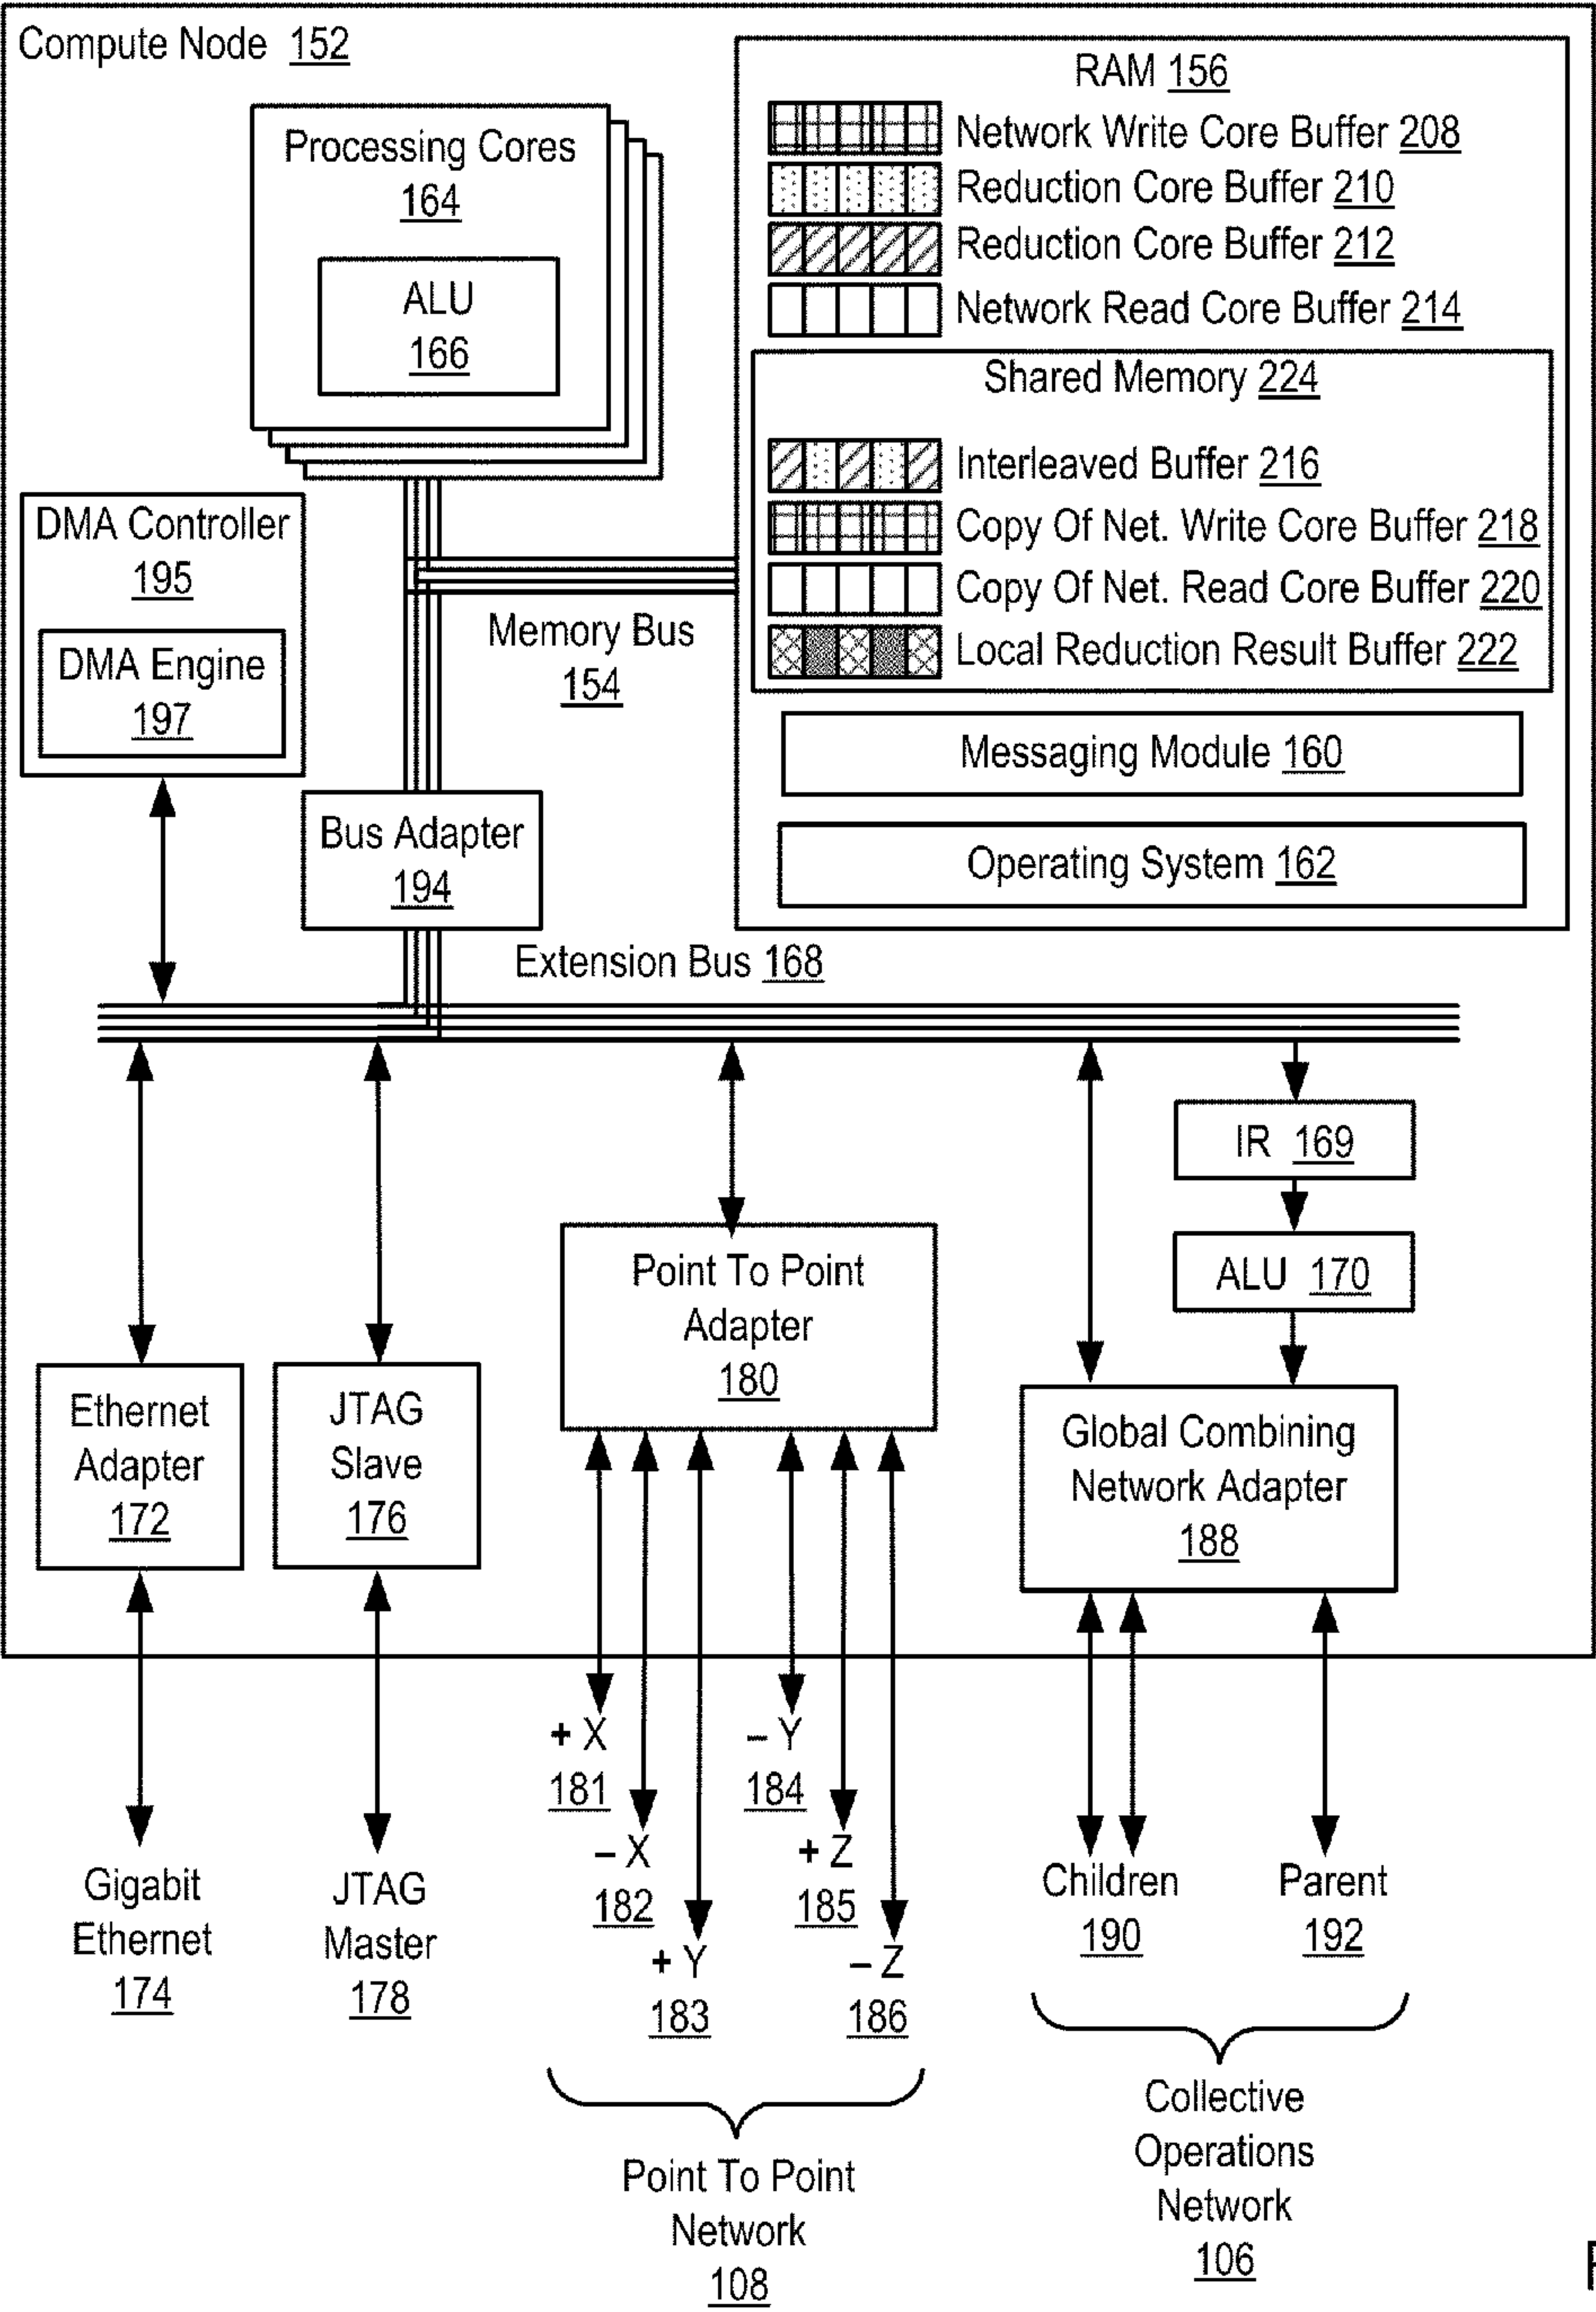 Compute Node 152
Processing Cores
164
ALU
166
RAM 156
Network Write Core Buffer 208
Reduction Core Buffer 210
Reduction Core Buffer 212
Network Read Core Buffer 214
Shared Memory 224
Interleaved Buffer 216
Copy Of Net. Write Core Buffer 218
Copy Of Net. Read Core Buffer 220
Local Reduction Result Buffer 222
Messaging Module 160
Operating System 162
DMA Controller
195
DMA Engine
197
Memory Bus
154
Bus Adapter
194
Extension Bus 168
IR 169
ALU 170
Point To Point
Adapter
180
Ethernet
Adapter
172
JTAG
Slave
176
Global Combining
Network Adapter
188
+ X
181
– X
182
+ Y
183
– Y
184
+ Z
185
– Z
186
Gigabit
Ethernet
174
JTAG
Master
178
Children
190
Parent
192
Point To Point
Network
108
Collective
Operations
Network
106